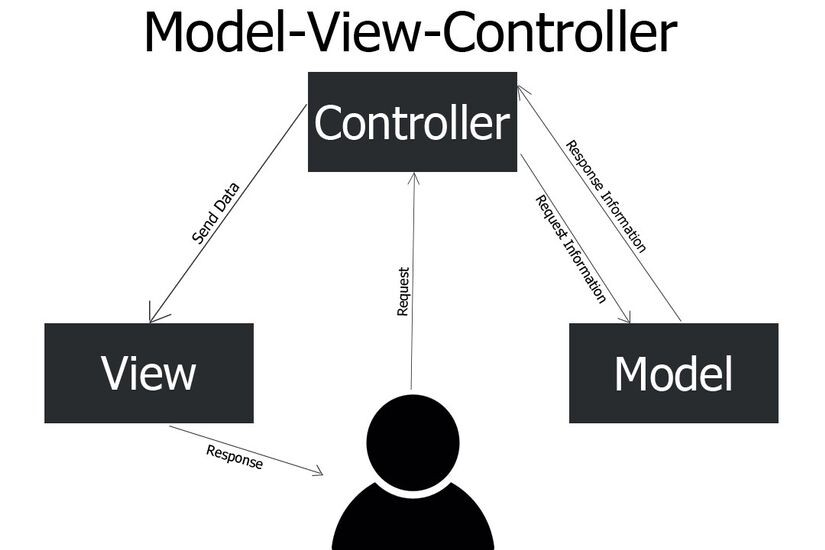 Model-View-Controller
Controller
Send Data
Response Information
Request Information
Request
View
Model
Response